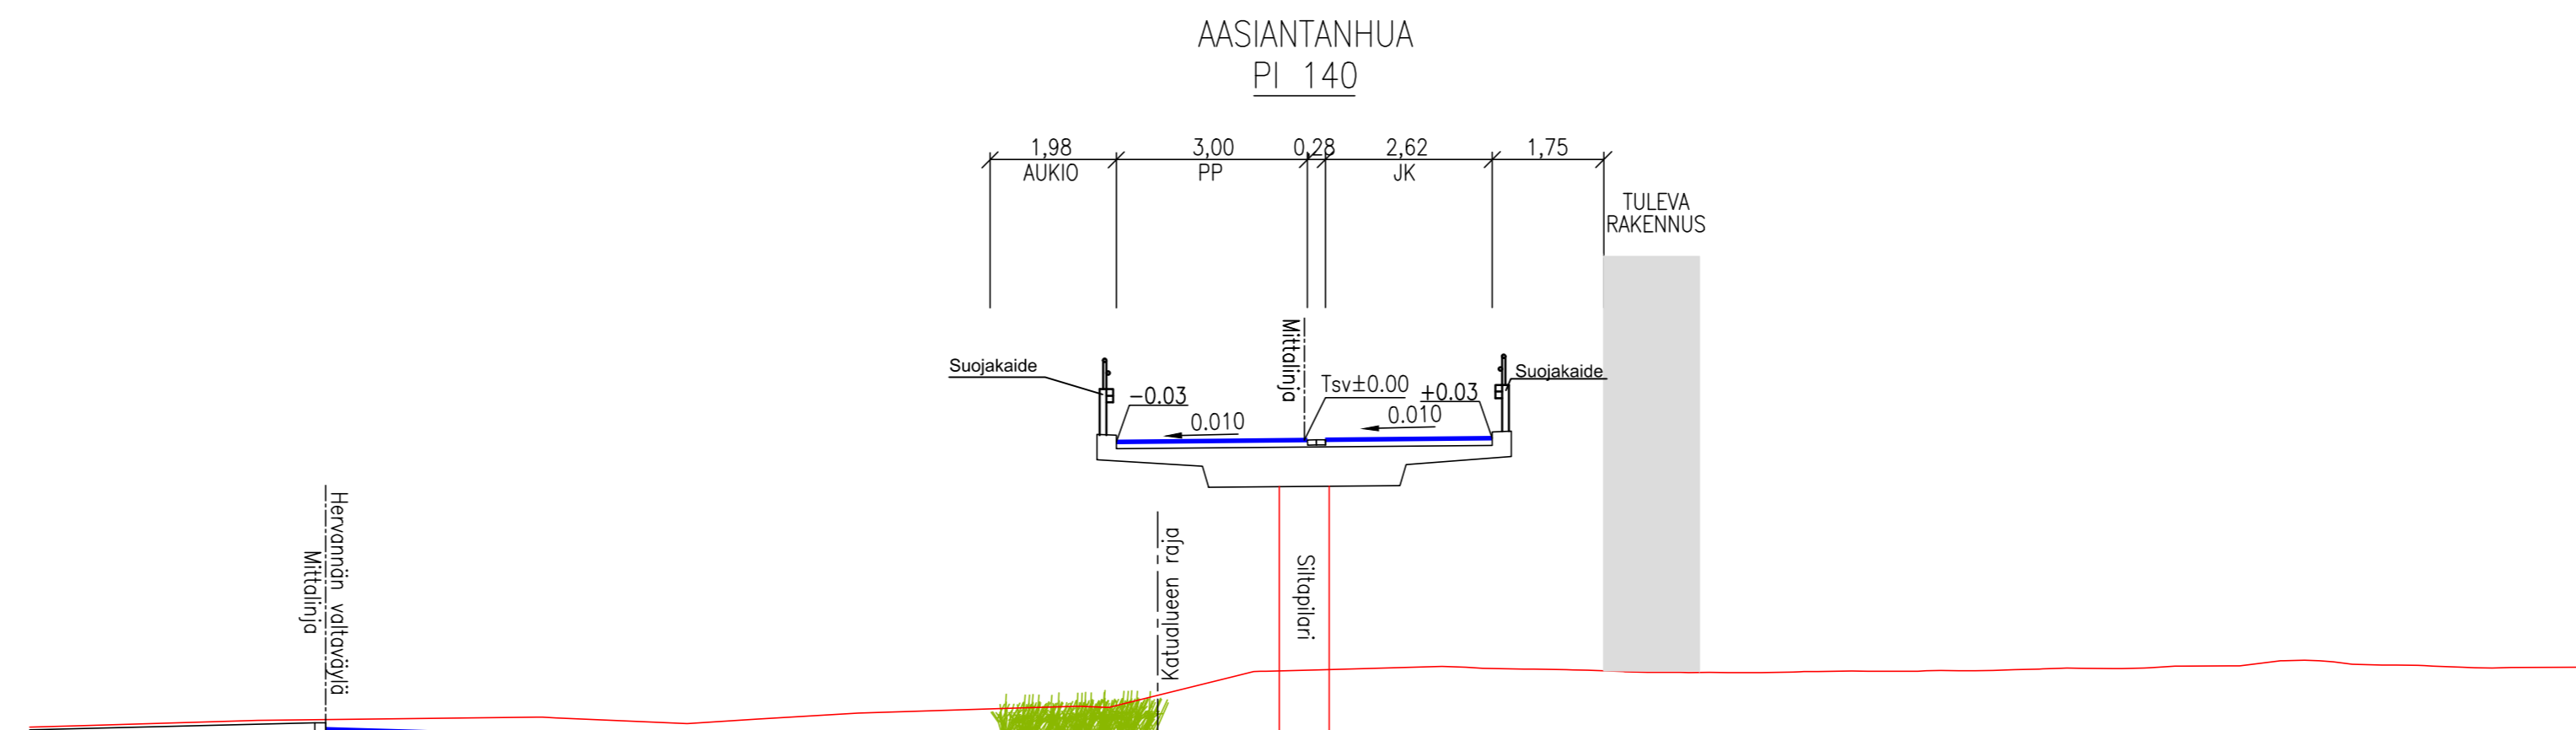 AASIANTANHUA
PI 140
1,98 3,00 0,28 2,62 1,75
AUKIO PP JK
TULEVA
RAKENNUS
Mittalinja
Suojakaide
Suojakaide
Tsv±0.00
-0.03
+0.03
0.010
0.010
Hervannan valtaväylä
Mittalinja
Katualueen raja
Siltapilari